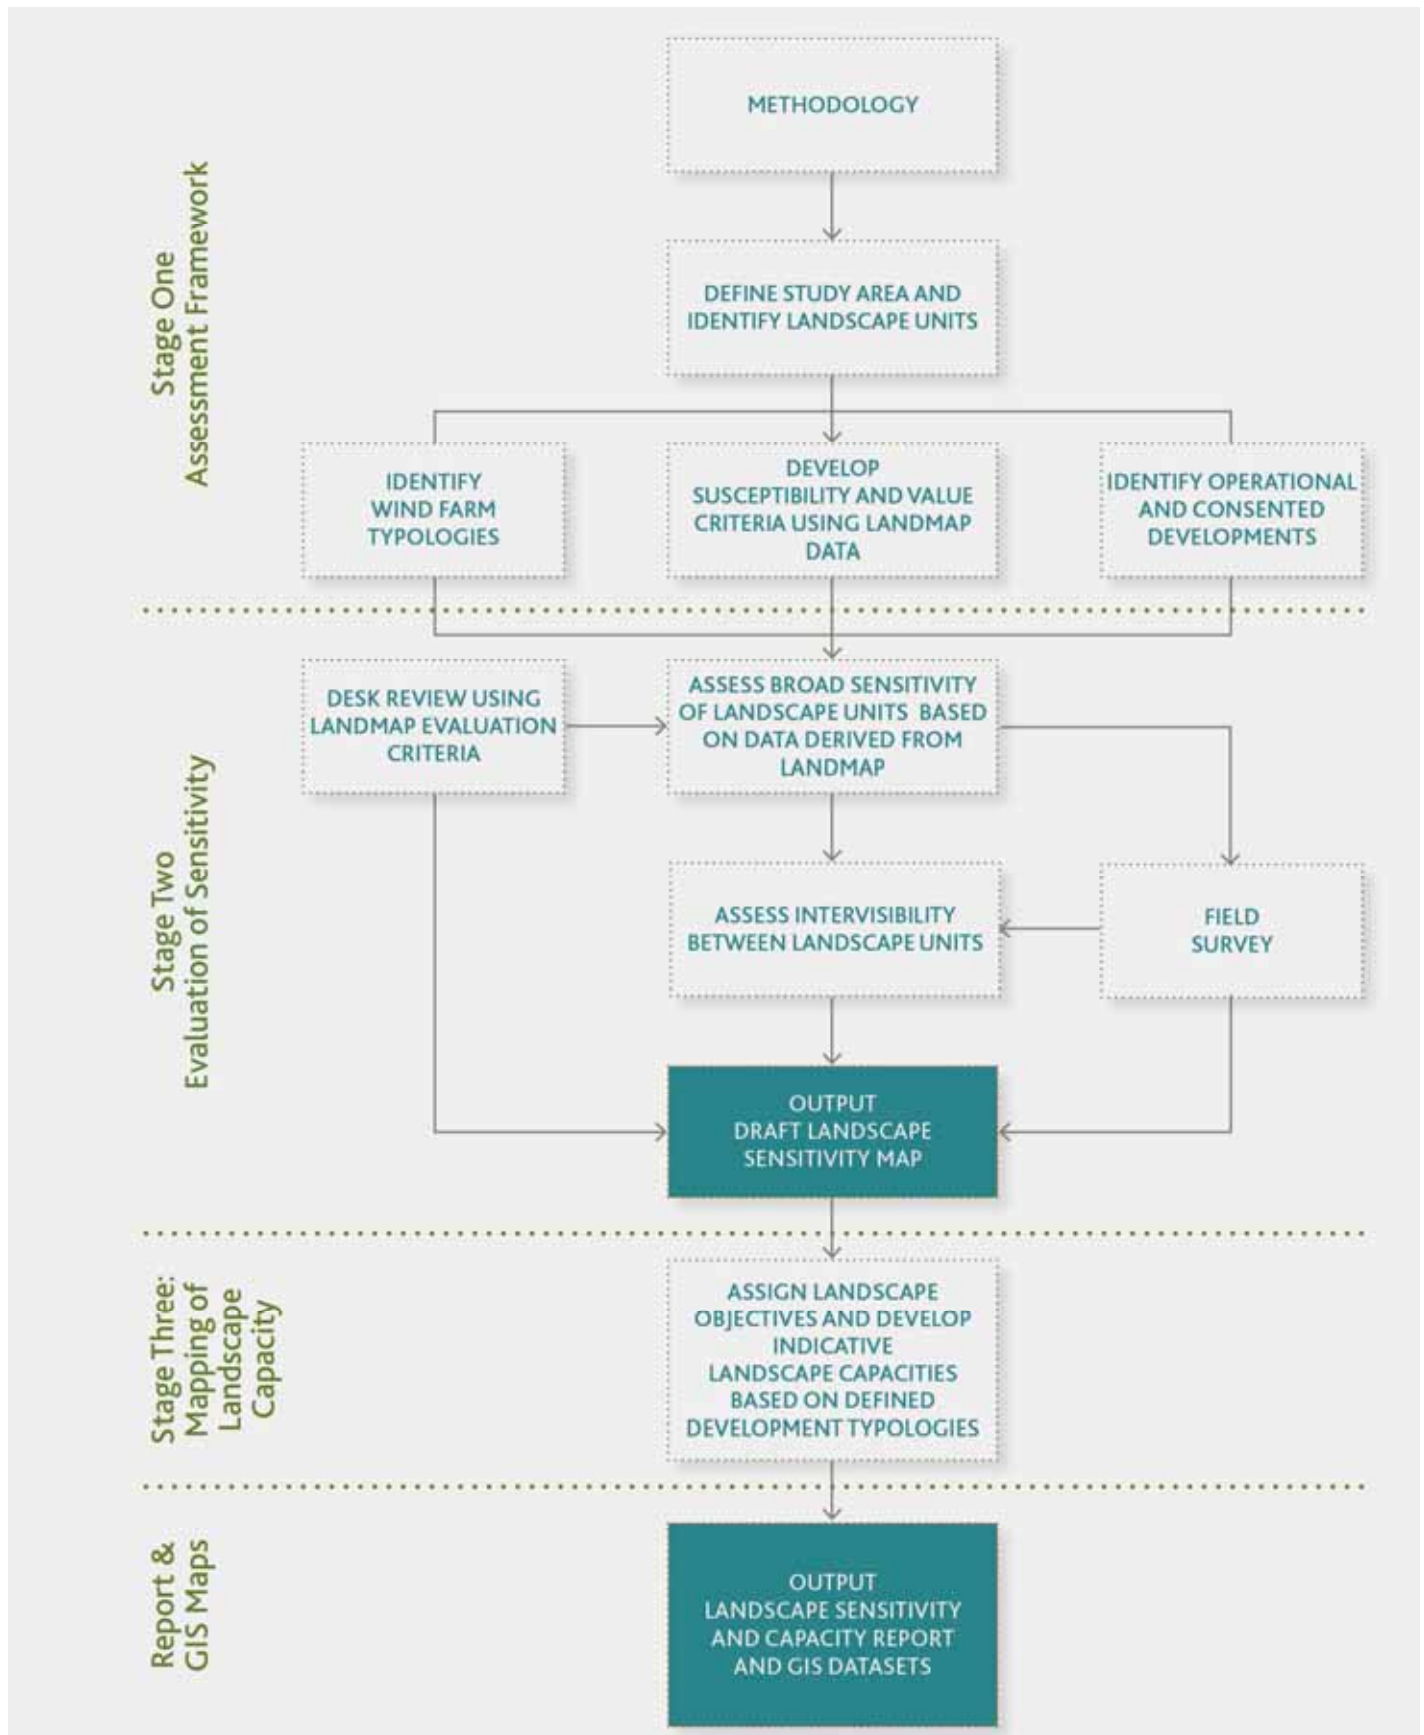 Stage One
Assessment Framework
METHODOLOGY
DEFINE STUDY AREA AND
IDENTIFY LANDSCAPE UNITS
IDENTIFY
WIND FARM
TYPOLOGIES
DEVELOP
SUSCEPTIBILITY AND VALUE
CRITERIA USING LANDMAP
DATA
IDENTIFY OPERATIONAL
AND CONSENTED
DEVELOPMENTS
Stage Two
Evaluation of Sensitivity
DESK REVIEW USING
LANDMAP EVALUATION
CRITERIA
ASSESS BROAD SENSITIVITY
OF LANDSCAPE UNITS BASED
ON DATA DERIVED FROM
LANDMAP
ASSESS INTERVISIBILITY
BETWEEN LANDSCAPE UNITS
FIELD
SURVEY
OUTPUT
DRAFT LANDSCAPE
SENSITIVITY MAP
Stage Three:
Mapping of
Landscape
Capacity
ASSIGN LANDSCAPE
OBJECTIVES AND DEVELOP
INDICATIVE
LANDSCAPE CAPACITIES
BASED ON DEFINED
DEVELOPMENT TYPOLOGIES
Report &
GIS Maps
OUTPUT
LANDSCAPE SENSITIVITY
AND CAPACITY REPORT
AND GIS DATASETS